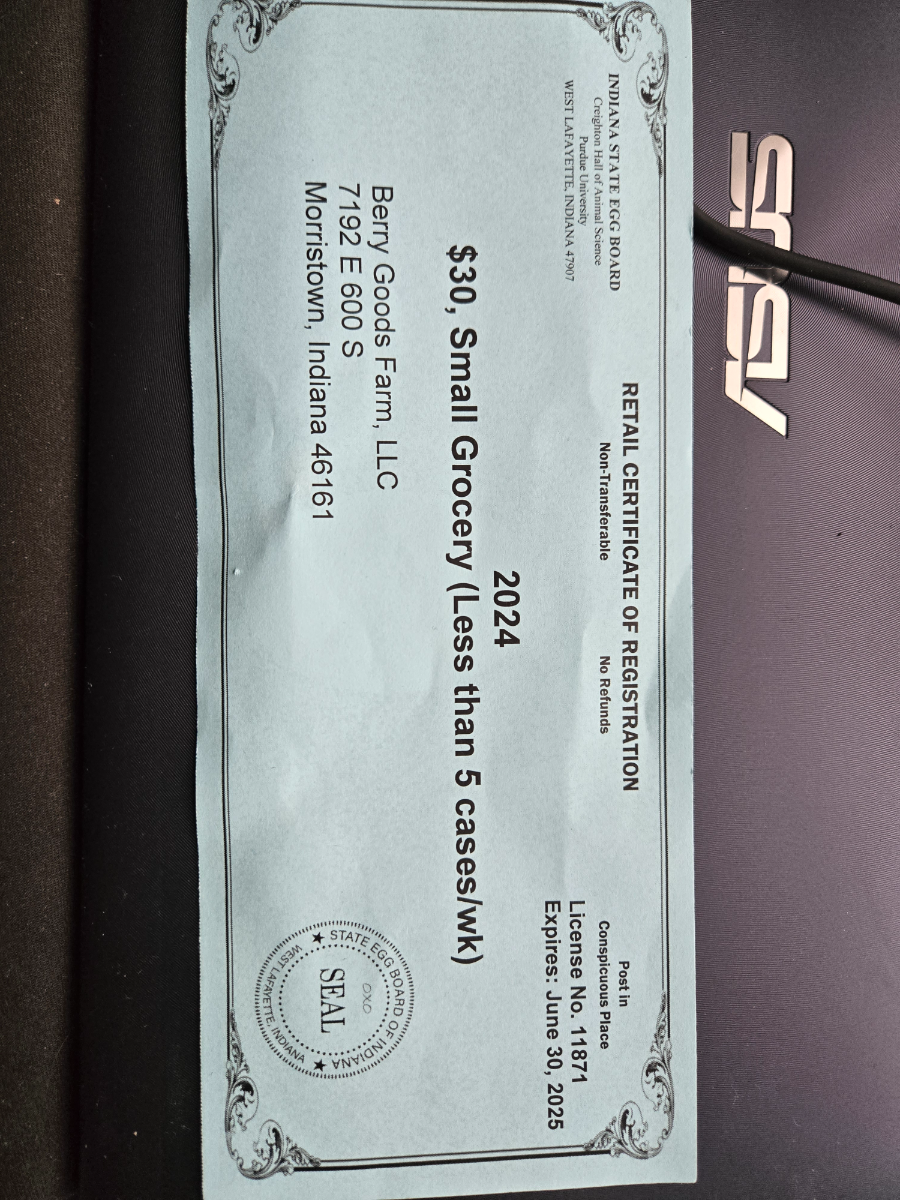 INDIANA STATE EGG BOARD
Creighton Hall of Animal Science
Purdue University
WEST LAFAYETTE, INDIANA 47907
RETAIL CERTIFICATE OF REGISTRATION
Non-Transferable
No Refunds
Post in
Conspicuous Place
License No. 11871
Expires: June 30, 2025
2024
$30, Small Grocery (Less than 5 cases/wk)
Berry Goods Farm, LLC
7192 E 600 S
Morristown, Indiana 46161
STATE EGG BOARD OF INDIANA
OXO
SEAL
WEST LAFAYETTE, INDIANA
ASUS